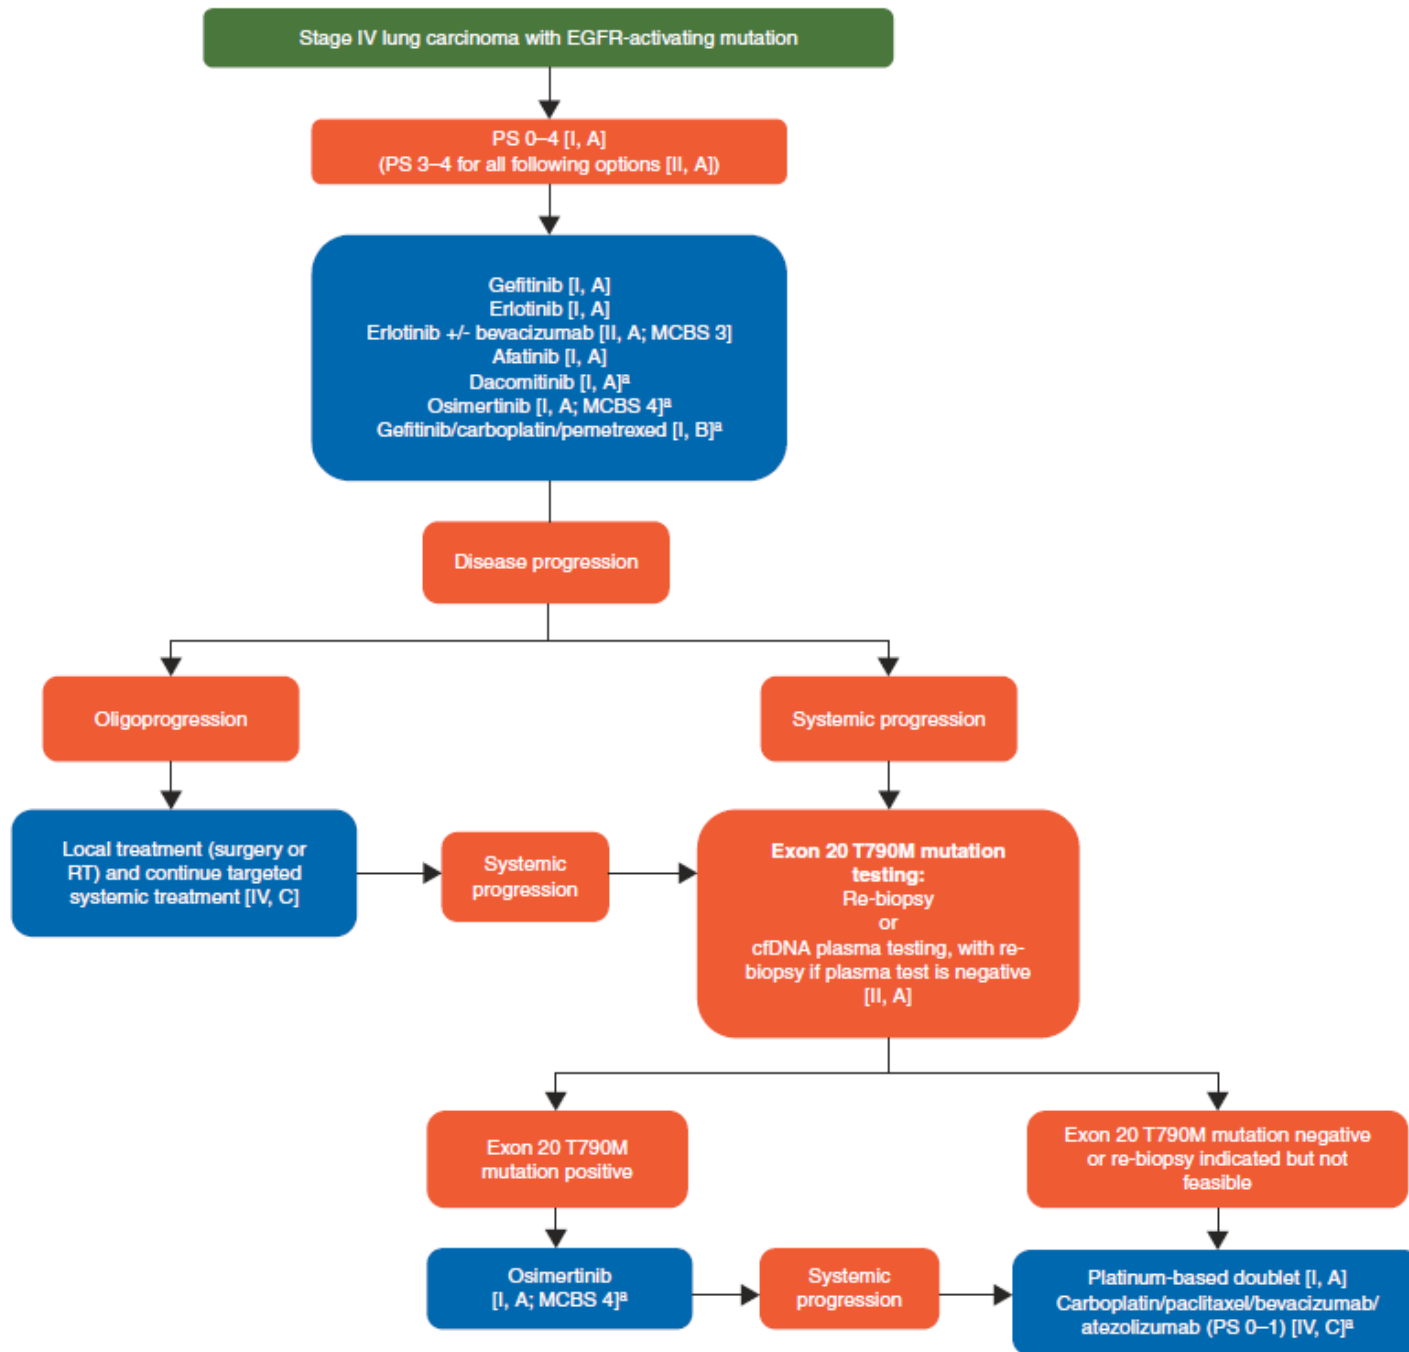 Stage IV lung carcinoma with EGFR-activating mutation
PS 0–4 [I, A]
(PS 3–4 for all following options [II, A])
Gefitinib [I, A]
Erlotinib [I, A]
Erlotinib +/- bevacizumab [II, A; MCBS 3]
Afatinib [I, A]
Dacomitinib [I, A]ª
Osimertinib [I, A; MCBS 4]ª
Gefitinib/carboplatin/pemetrexed [I, B]ª
Disease progression
Oligoprogression
Systemic progression
Local treatment (surgery or
RT) and continue targeted
systemic treatment [IV, C]
Systemic
progression
Exon 20 T790M mutation
testing:
Re-biopsy
or
cfDNA plasma testing, with re-
biopsy if plasma test is negative
[II, A]
Exon 20 T790M
mutation positive
Exon 20 T790M mutation negative
or re-biopsy indicated but not
feasible
Osimertinib
[I, A; MCBS 4]ª
Systemic
progression
Platinum-based doublet [I, A]
Carboplatin/paclitaxel/bevacizumab/
atezolizumab (PS 0–1) [IV, C]ª